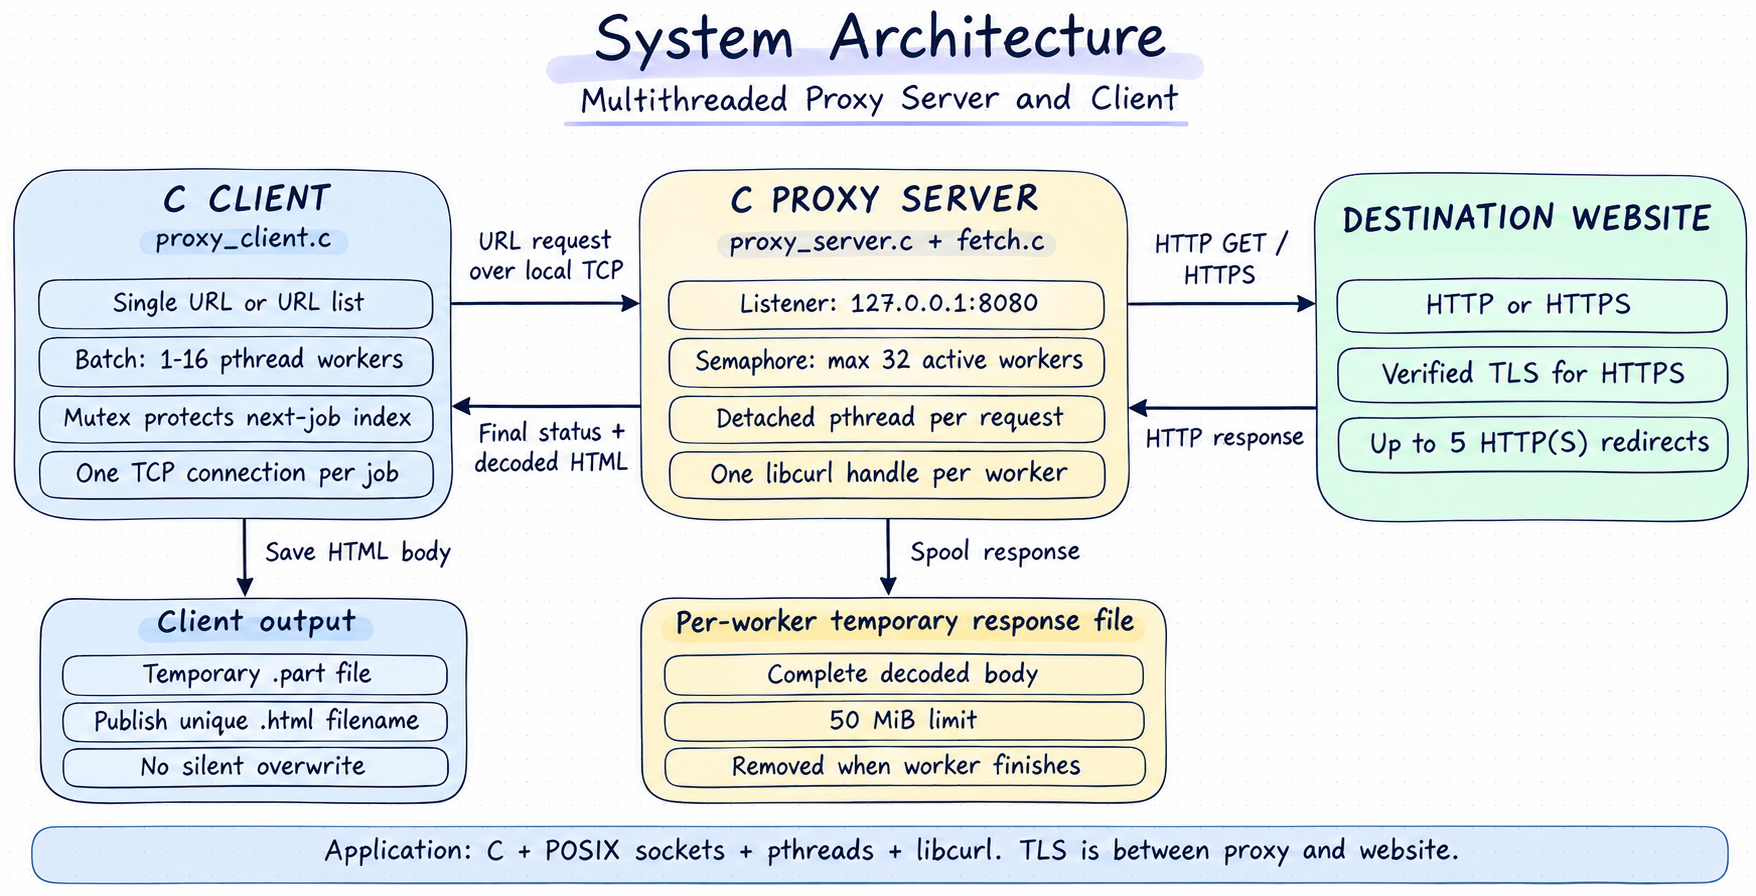 System Architecture
Multithreaded Proxy Server and Client
C CLIENT
proxy_client.c
Single URL or URL list
Batch: 1-16 pthread workers
Mutex protects next-job index
One TCP connection per job
URL request
over local TCP
Final status +
decoded HTML
C PROXY SERVER
proxy_server.c + fetch.c
Listener: 127.0.0.1:8080
Semaphore: max 32 active workers
Detached pthread per request
One libcurl handle per worker
HTTP GET /
HTTPS
HTTP response
DESTINATION WEBSITE
HTTP or HTTPS
Verified TLS for HTTPS
Up to 5 HTTP(S) redirects
Save HTML body
Spool response
Client output
Temporary .part file
Publish unique .html filename
No silent overwrite
Per-worker temporary response file
Complete decoded body
50 MiB limit
Removed when worker finishes
Application: C + POSIX sockets + pthreads + libcurl. TLS is between proxy and website.